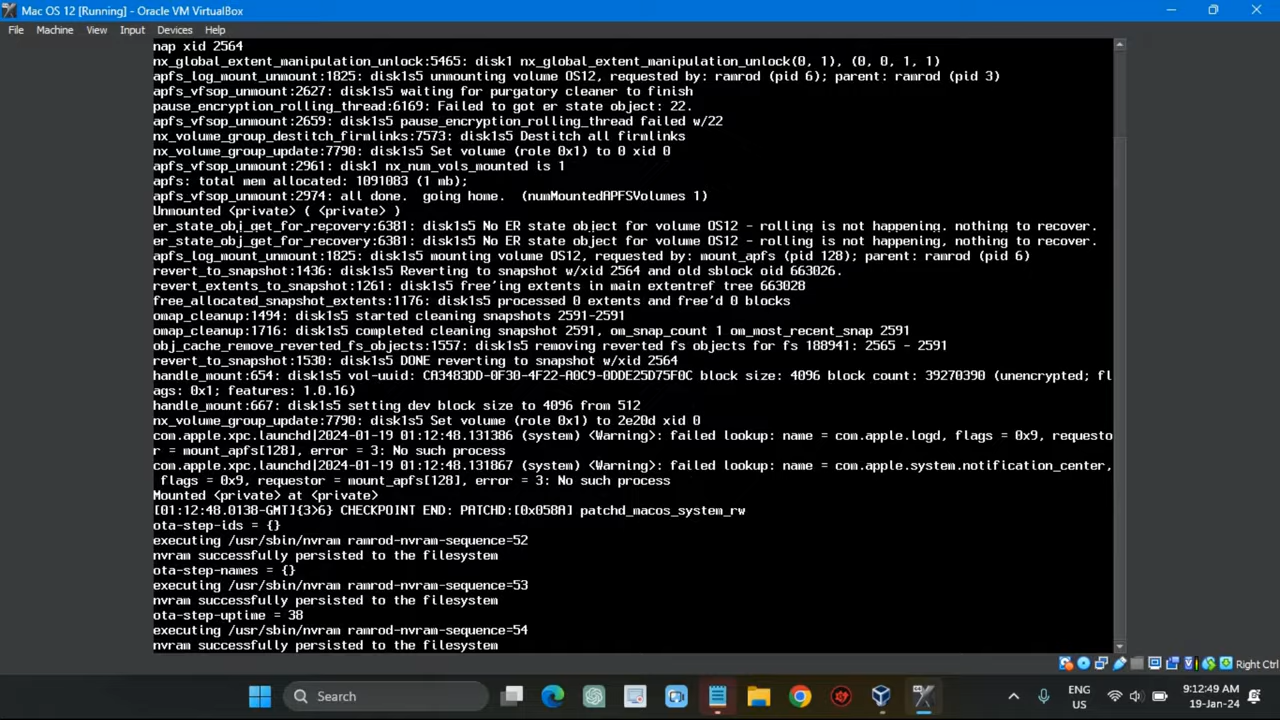 Mac OS 12 [Running] - Oracle VM VirtualBox
File Machine View Input Devices Help
nap xid 2564
nx_global_extent_manipulation_unlock:5465: disk1 nx_global_extent_manipulation_unlock(0, 1), (0, 0, 1, 1)
apfs_log_mount_unmount:1825: disk1s5 unmounting volume OS12, requested by: ramrod (pid 6); parent: ramrod (pid 3)
apfs_vfsop_unmount:2627: disk1s5 waiting for purgatory cleaner to finish
pause_encryption_rolling_thread:6169: Failed to got er state object: 22.
apfs_vfsop_unmount:2659: disk1s5 pause_encryption_rolling_thread failed w/22
nx_volume_group_destitch_firmlinks:7573: disk1s5 Destitch all firmlinks
nx_volume_group_update:7790: disk1s5 Set volume (role 0x1) to 0 xid 0
apfs_vfsop_unmount:2961: disk1 nx_num_vols_mounted is 1
apfs: total mem allocated: 1091083 (1 mb);
apfs_vfsop_unmount:2974: all done.  going home.  (numMountedAPFSVolumes 1)
Unmounted <private> ( <private> )
er_state_obj_get_for_recovery:6381: disk1s5 No ER state object for volume OS12 - rolling is not happening, nothing to recover.
er_state_obj_get_for_recovery:6381: disk1s5 No ER state object for volume OS12 - rolling is not happening, nothing to recover.
apfs_log_mount_unmount:1825: disk1s5 mounting volume OS12, requested by: mount_apfs (pid 128); parent: ramrod (pid 6)
revert_to_snapshot:1436: disk1s5 Reverting to snapshot w/xid 2564 and old sblock oid 663026.
revert_extents_to_snapshot:1261: disk1s5 free'ing extents in main extentref tree 663028
free_allocated_snapshot_extents:1176: disk1s5 processed 0 extents and free'd 0 blocks
omap_cleanup:1494: disk1s5 started cleaning snapshots 2591-2591
omap_cleanup:1716: disk1s5 completed cleaning snapshot 2591, om_snap_count 1 om_most_recent_snap 2591
obj_cache_remove_reverted_fs_objects:1557: disk1s5 removing reverted fs objects for fs 188941: 2565 - 2591
revert_to_snapshot:1530: disk1s5 DONE reverting to snapshot w/xid 2564
handle_mount:654: disk1s5 vol-uuid: CA3483DD-0F30-4F22-A0C9-0DDE25D75F0C block size: 4096 block count: 39270390 (unencrypted; fl
ags: 0x1; features: 1.0.16)
handle_mount:667: disk1s5 setting dev block size to 4096 from 512
nx_volume_group_update:7790: disk1s5 Set volume (role 0x1) to 2e20d xid 0
com.apple.xpc.launchd|2024-01-19 01:12:48.131386 (system) <Warning>: failed lookup: name = com.apple.logd, flags = 0x9, requesto
r = mount_apfs[128], error = 3: No such process
com.apple.xpc.launchd|2024-01-19 01:12:48.131867 (system) <Warning>: failed lookup: name = com.apple.system.notification_center,
flags = 0x9, requestor = mount_apfs[128], error = 3: No such process
Mounted <private> at <private>
[01:12:48.0138-GMT]{3>6} CHECKPOINT END: PATCHD:[0x058A] patchd_macos_system_rw
ota-step-ids = {}
executing /usr/sbin/nvram ramrod-nvram-sequence=52
nvram successfully persisted to the filesystem
ota-step-names = {}
executing /usr/sbin/nvram ramrod-nvram-sequence=53
nvram successfully persisted to the filesystem
ota-step-uptime = 38
executing /usr/sbin/nvram ramrod-nvram-sequence=54
nvram successfully persisted to the filesystem
Right Ctrl
Search
ENG
US
9:12:49 AM
19-Jan-24